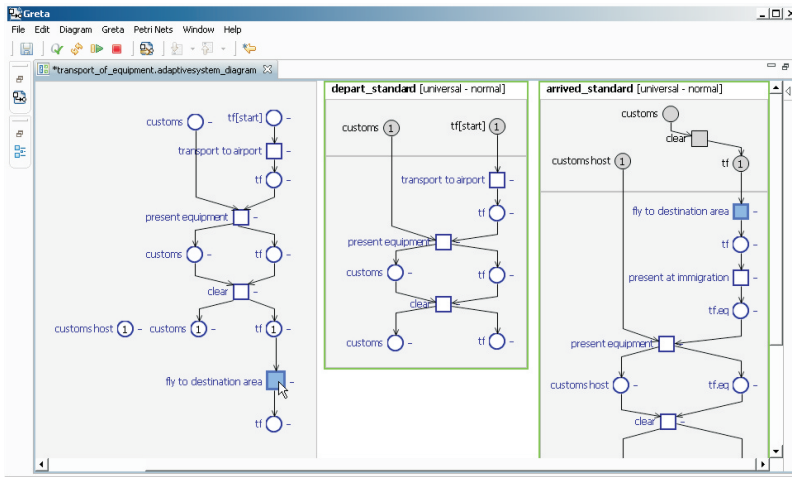 Greta
File Edit Diagram Greta Petri Nets Window Help
*transport_of_equipment.adaptivesystem_diagram
customs
tf[start]
transport to airport
tf
present equipment
customs
tf
clear
customs host 1
customs 1
tf 1
fly to destination area
tf
depart_standard [universal - normal]
customs 1
tf[start] 1
transport to airport
tf
present equipment
customs
tf
clear
customs
tf
arrived_standard [universal - normal]
customs
clear
customs host 1
tf 1
fly to destination area
tf
present at immigration
tf.eq
present equipment
customs host
tf.eq
clear